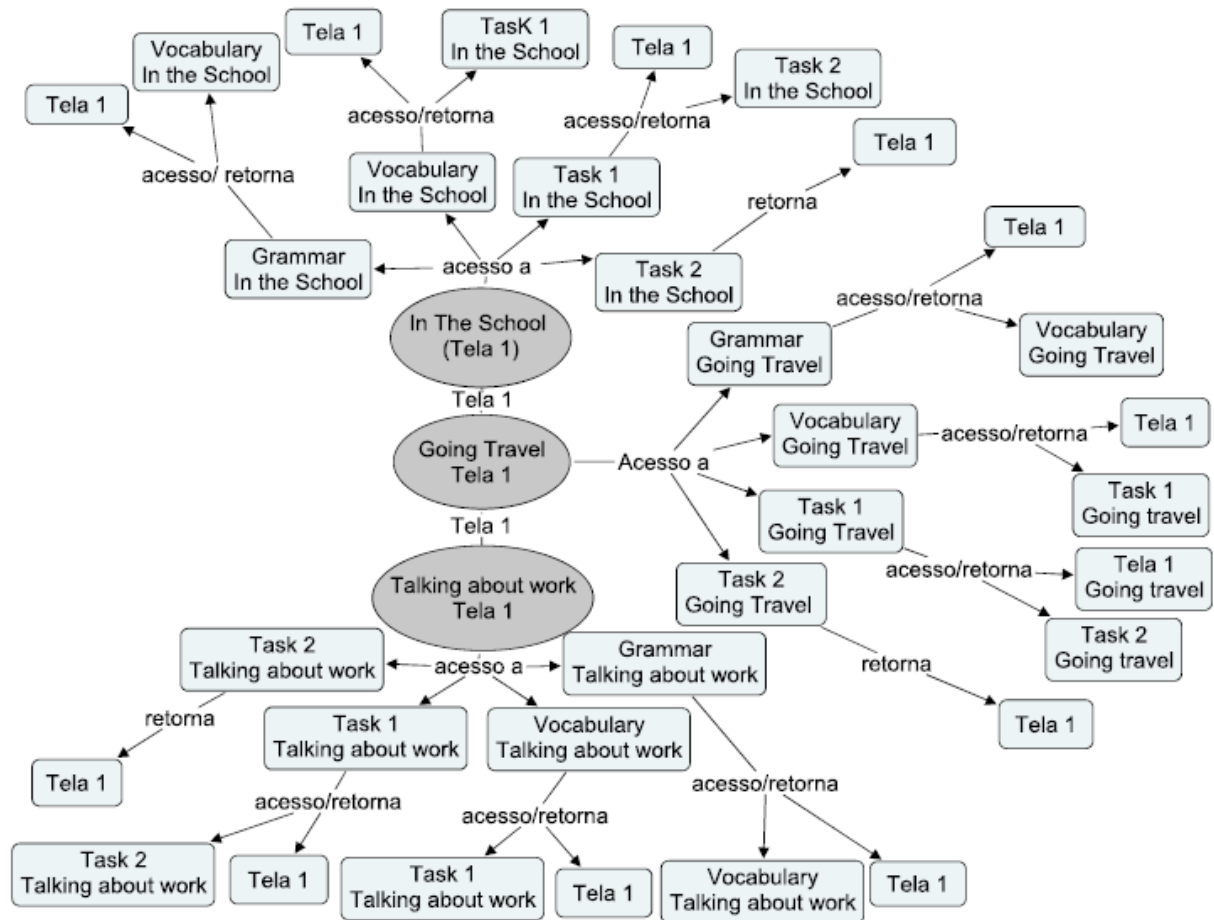 Tela 1
TasK 1
In the School
Vocabulary
In the School
Tela 1
Tela 1
Task 2
In the School
acesso/retorna
acesso/retorna
Tela 1
acesso/ retorna
Vocabulary
In the School
Task 1
In the School
retorna
Grammar
In the School
acesso a
Task 2
In the School
Tela 1
In The School
(Tela 1)
acesso/retorna
Grammar
Going Travel
Vocabulary
Going Travel
Tela 1
Going Travel
Tela 1
Acesso a
Vocabulary
Going Travel
acesso/retorna
Tela 1
Task 1
Going travel
Task 1
Going Travel
Tela 1
acesso/retorna
Tela 1
Going travel
Talking about work
Tela 1
Task 2
Going Travel
Task 2
Going travel
retorna
Tela 1
Task 2
Talking about work
acesso a
Grammar
Talking about work
retorna
Task 1
Talking about work
Vocabulary
Talking about work
Tela 1
acesso/retorna
acesso/retorna
acesso/retorna
Task 2
Talking about work
Tela 1
Task 1
Talking about work
Tela 1
Vocabulary
Talking about work
Tela 1